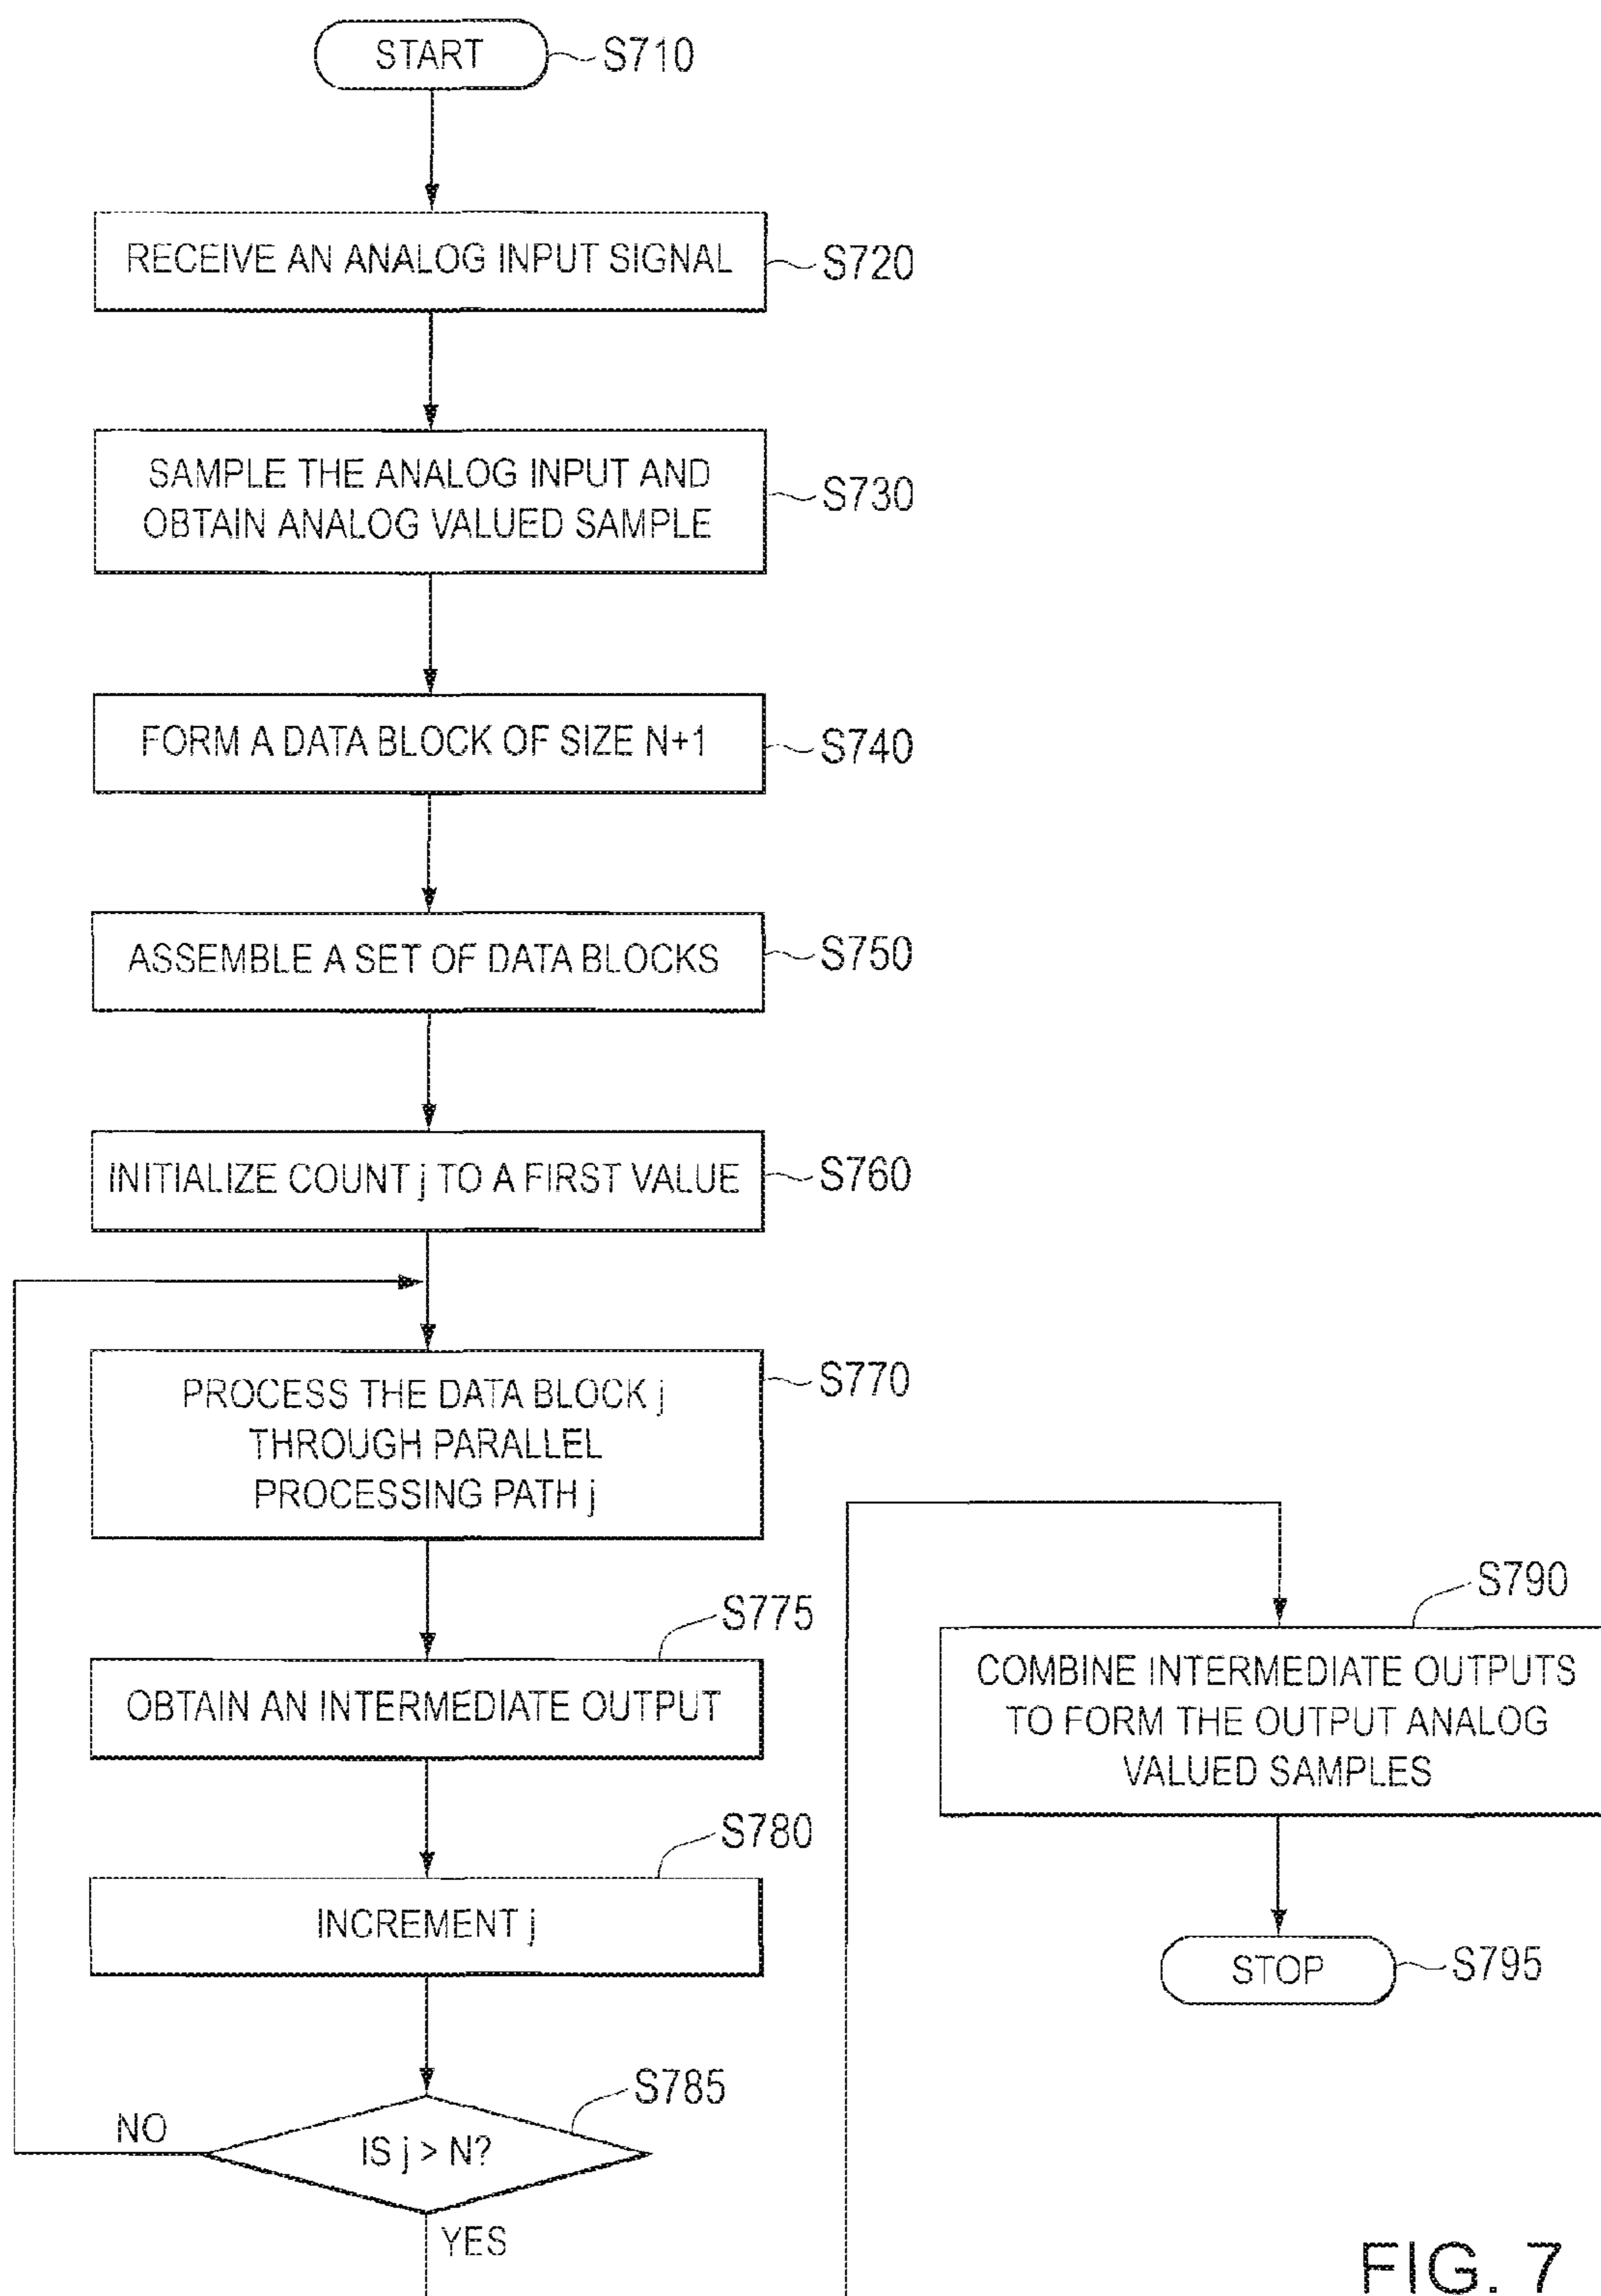 START
S710
RECEIVE AN ANALOG INPUT SIGNAL
S720
SAMPLE THE ANALOG INPUT AND
OBTAIN ANALOG VALUED SAMPLE
S730
FORM A DATA BLOCK OF SIZE N+1
S740
ASSEMBLE A SET OF DATA BLOCKS
S750
INITIALIZE COUNT j TO A FIRST VALUE
S760
PROCESS THE DATA BLOCK j
THROUGH PARALLEL
PROCESSING PATH j
S770
S775
OBTAIN AN INTERMEDIATE OUTPUT
S780
INCREMENT j
S785
IS j > N?
NO
YES
S790
COMBINE INTERMEDIATE OUTPUTS
TO FORM THE OUTPUT ANALOG
VALUED SAMPLES
STOP
S795
FIG. 7